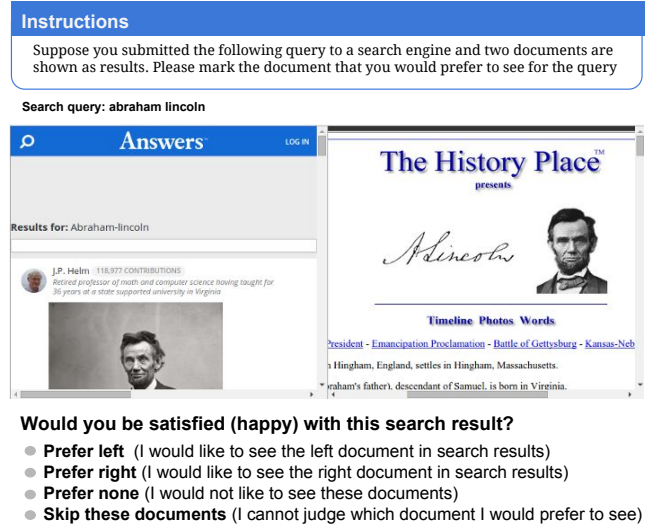 Instructions
Suppose you submitted the following query to a search engine and two documents are
shown as results. Please mark the document that you would prefer to see for the query
Search query: abraham lincoln
Answers™
LOG IN
Results for: Abraham-lincoln
J.P. Helm 118,977 CONTRIBUTIONS
Retired professor of math and computer science having taught for
36 years at a state supported university in Virginia
The History Place™
presents
A. Lincoln
Timeline Photos Words
President - Emancipation Proclamation - Battle of Gettysburg - Kansas-Neb
n Hingham, England, settles in Hingham, Massachusetts.
raham's father), descendant of Samuel, is born in Virginia.
Would you be satisfied (happy) with this search result?
Prefer left (I would like to see the left document in search results)
Prefer right (I would like to see the right document in search results)
Prefer none (I would not like to see these documents)
Skip these documents (I cannot judge which document I would prefer to see)